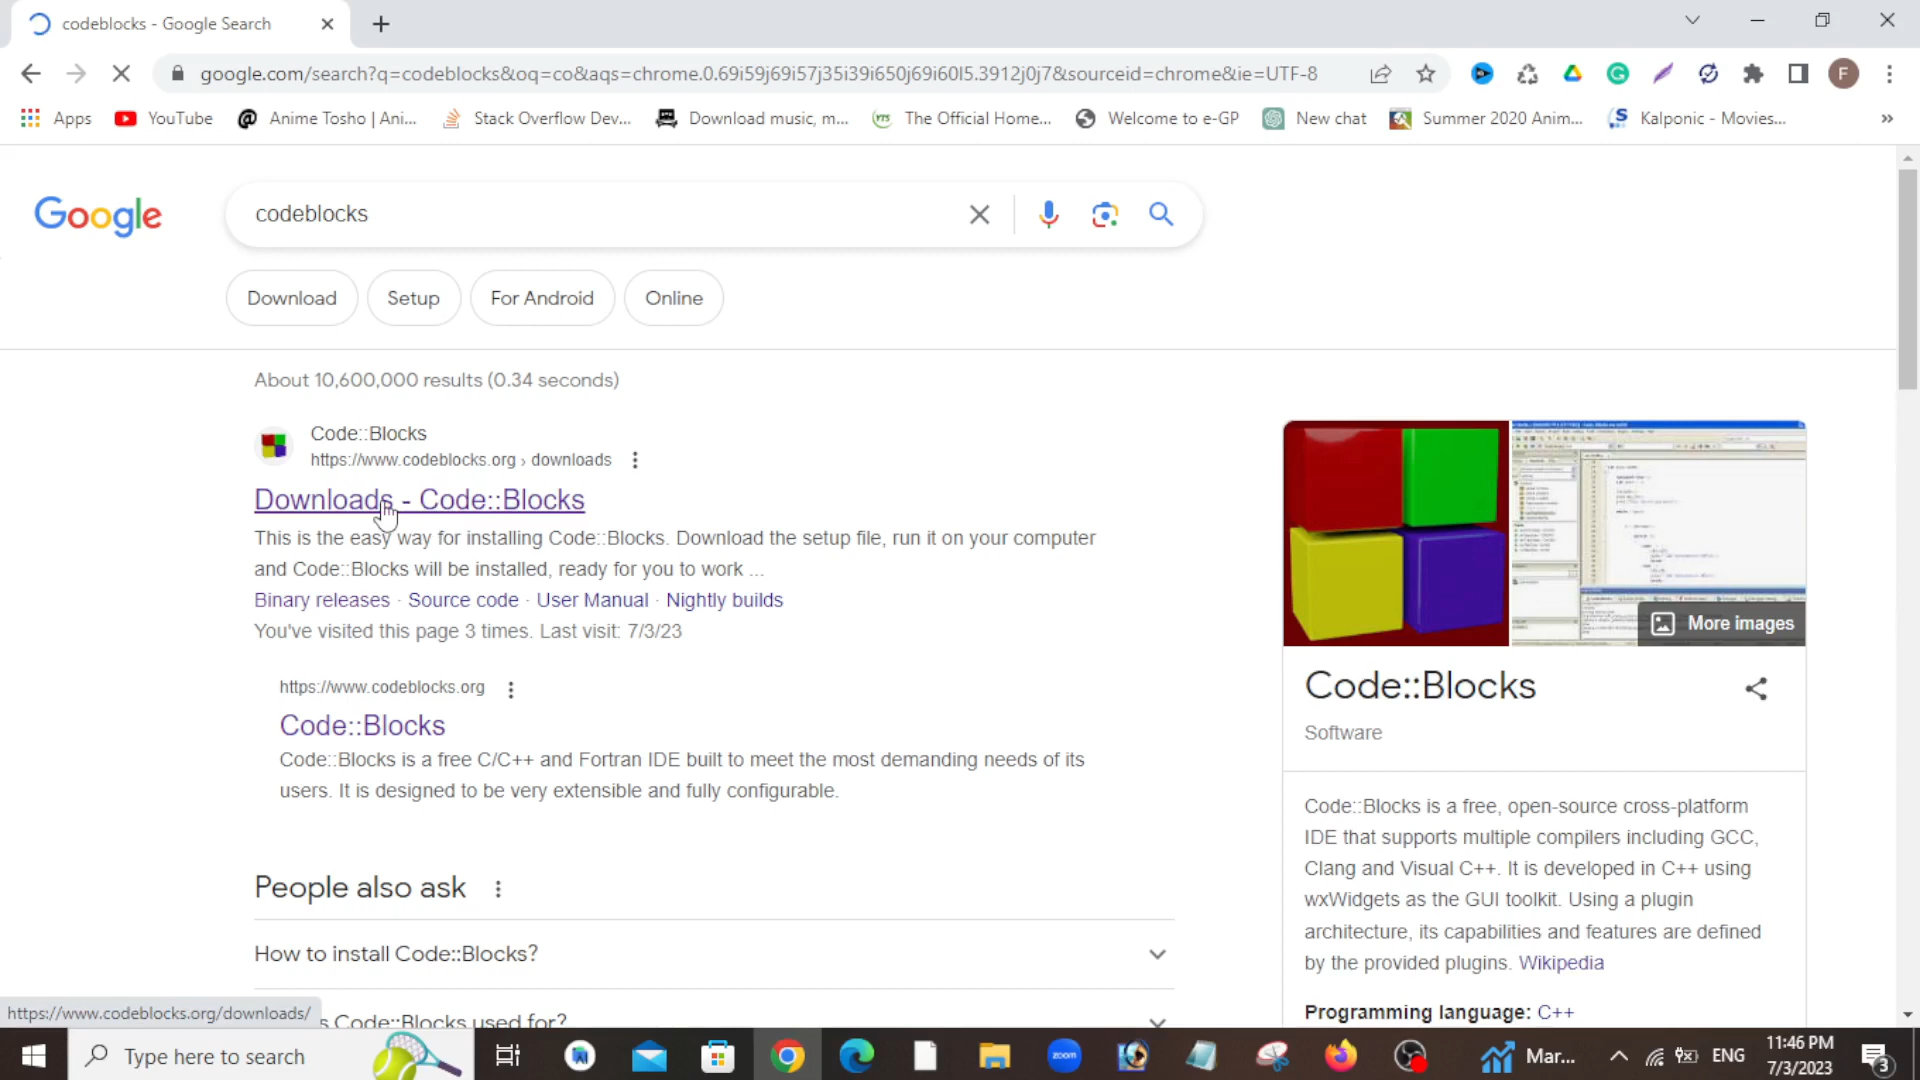 codeblocks - Google Search
google.com/search?q=codeblocks&oq=co&aqs=chrome.0.69i59j69i57j35i39i650j69i60l5.3912j0j7&sourceid=chrome&ie=UTF-8
F
Apps
YouTube
Anime Tosho | Ani...
Stack Overflow Dev...
Download music, m...
The Official Home...
Welcome to e-GP
New chat
Summer 2020 Anim...
Kalponic - Movies...
Google
codeblocks
Download
Setup
For Android
Online
About 10,600,000 results (0.34 seconds)
Code::Blocks
https://www.codeblocks.org › downloads
Downloads - Code::Blocks
This is the easy way for installing Code::Blocks. Download the setup file, run it on your computer
and Code::Blocks will be installed, ready for you to work ...
Binary releases · Source code · User Manual · Nightly builds
You've visited this page 3 times. Last visit: 7/3/23
https://www.codeblocks.org
Code::Blocks
Code::Blocks is a free C/C++ and Fortran IDE built to meet the most demanding needs of its
users. It is designed to be very extensible and fully configurable.
People also ask
How to install Code::Blocks?
s Code::Blocks used for?
More images
Code::Blocks
Software
Code::Blocks is a free, open-source cross-platform
IDE that supports multiple compilers including GCC,
Clang and Visual C++. It is developed in C++ using
wxWidgets as the GUI toolkit. Using a plugin
architecture, its capabilities and features are defined
by the provided plugins. Wikipedia
Programming language: C++
https://www.codeblocks.org/downloads/
Type here to search
zoom
Mar...
ENG
11:46 PM
7/3/2023
3